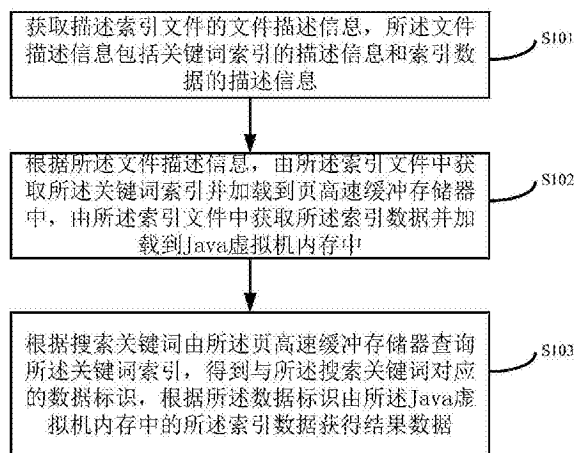 获取描述索引文件的文件描述信息，所述文件
描述信息包括关键词索引的描述信息和索引数
据的描述信息
S101
根据所述文件描述信息，由所述索引文件中获
取所述关键词索引并加载到页高速缓冲存储器
中，由所述索引文件中获取所述索引数据并加
载到Java虚拟机内存中
S102
根据搜索关键词由所述页高速缓冲存储器查询
所述关键词索引，得到与所述搜索关键词对应
的数据标识，根据所述数据标识由所述Java虚
拟机内存中的所述索引数据获得结果数据
S103